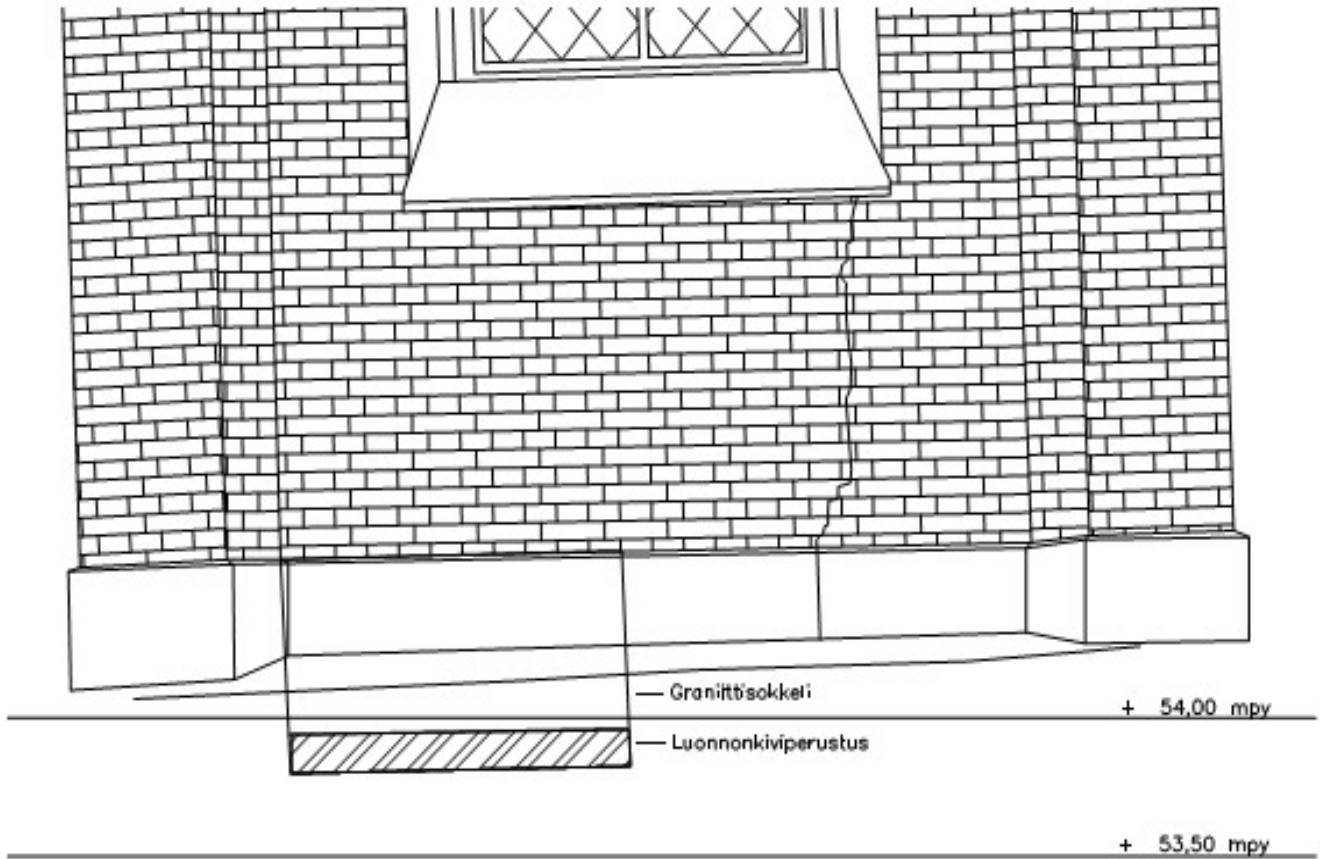 Graniittisokkeli
+ 54,00 mpy
Luonnonkiviperustus
+ 53,50 mpy